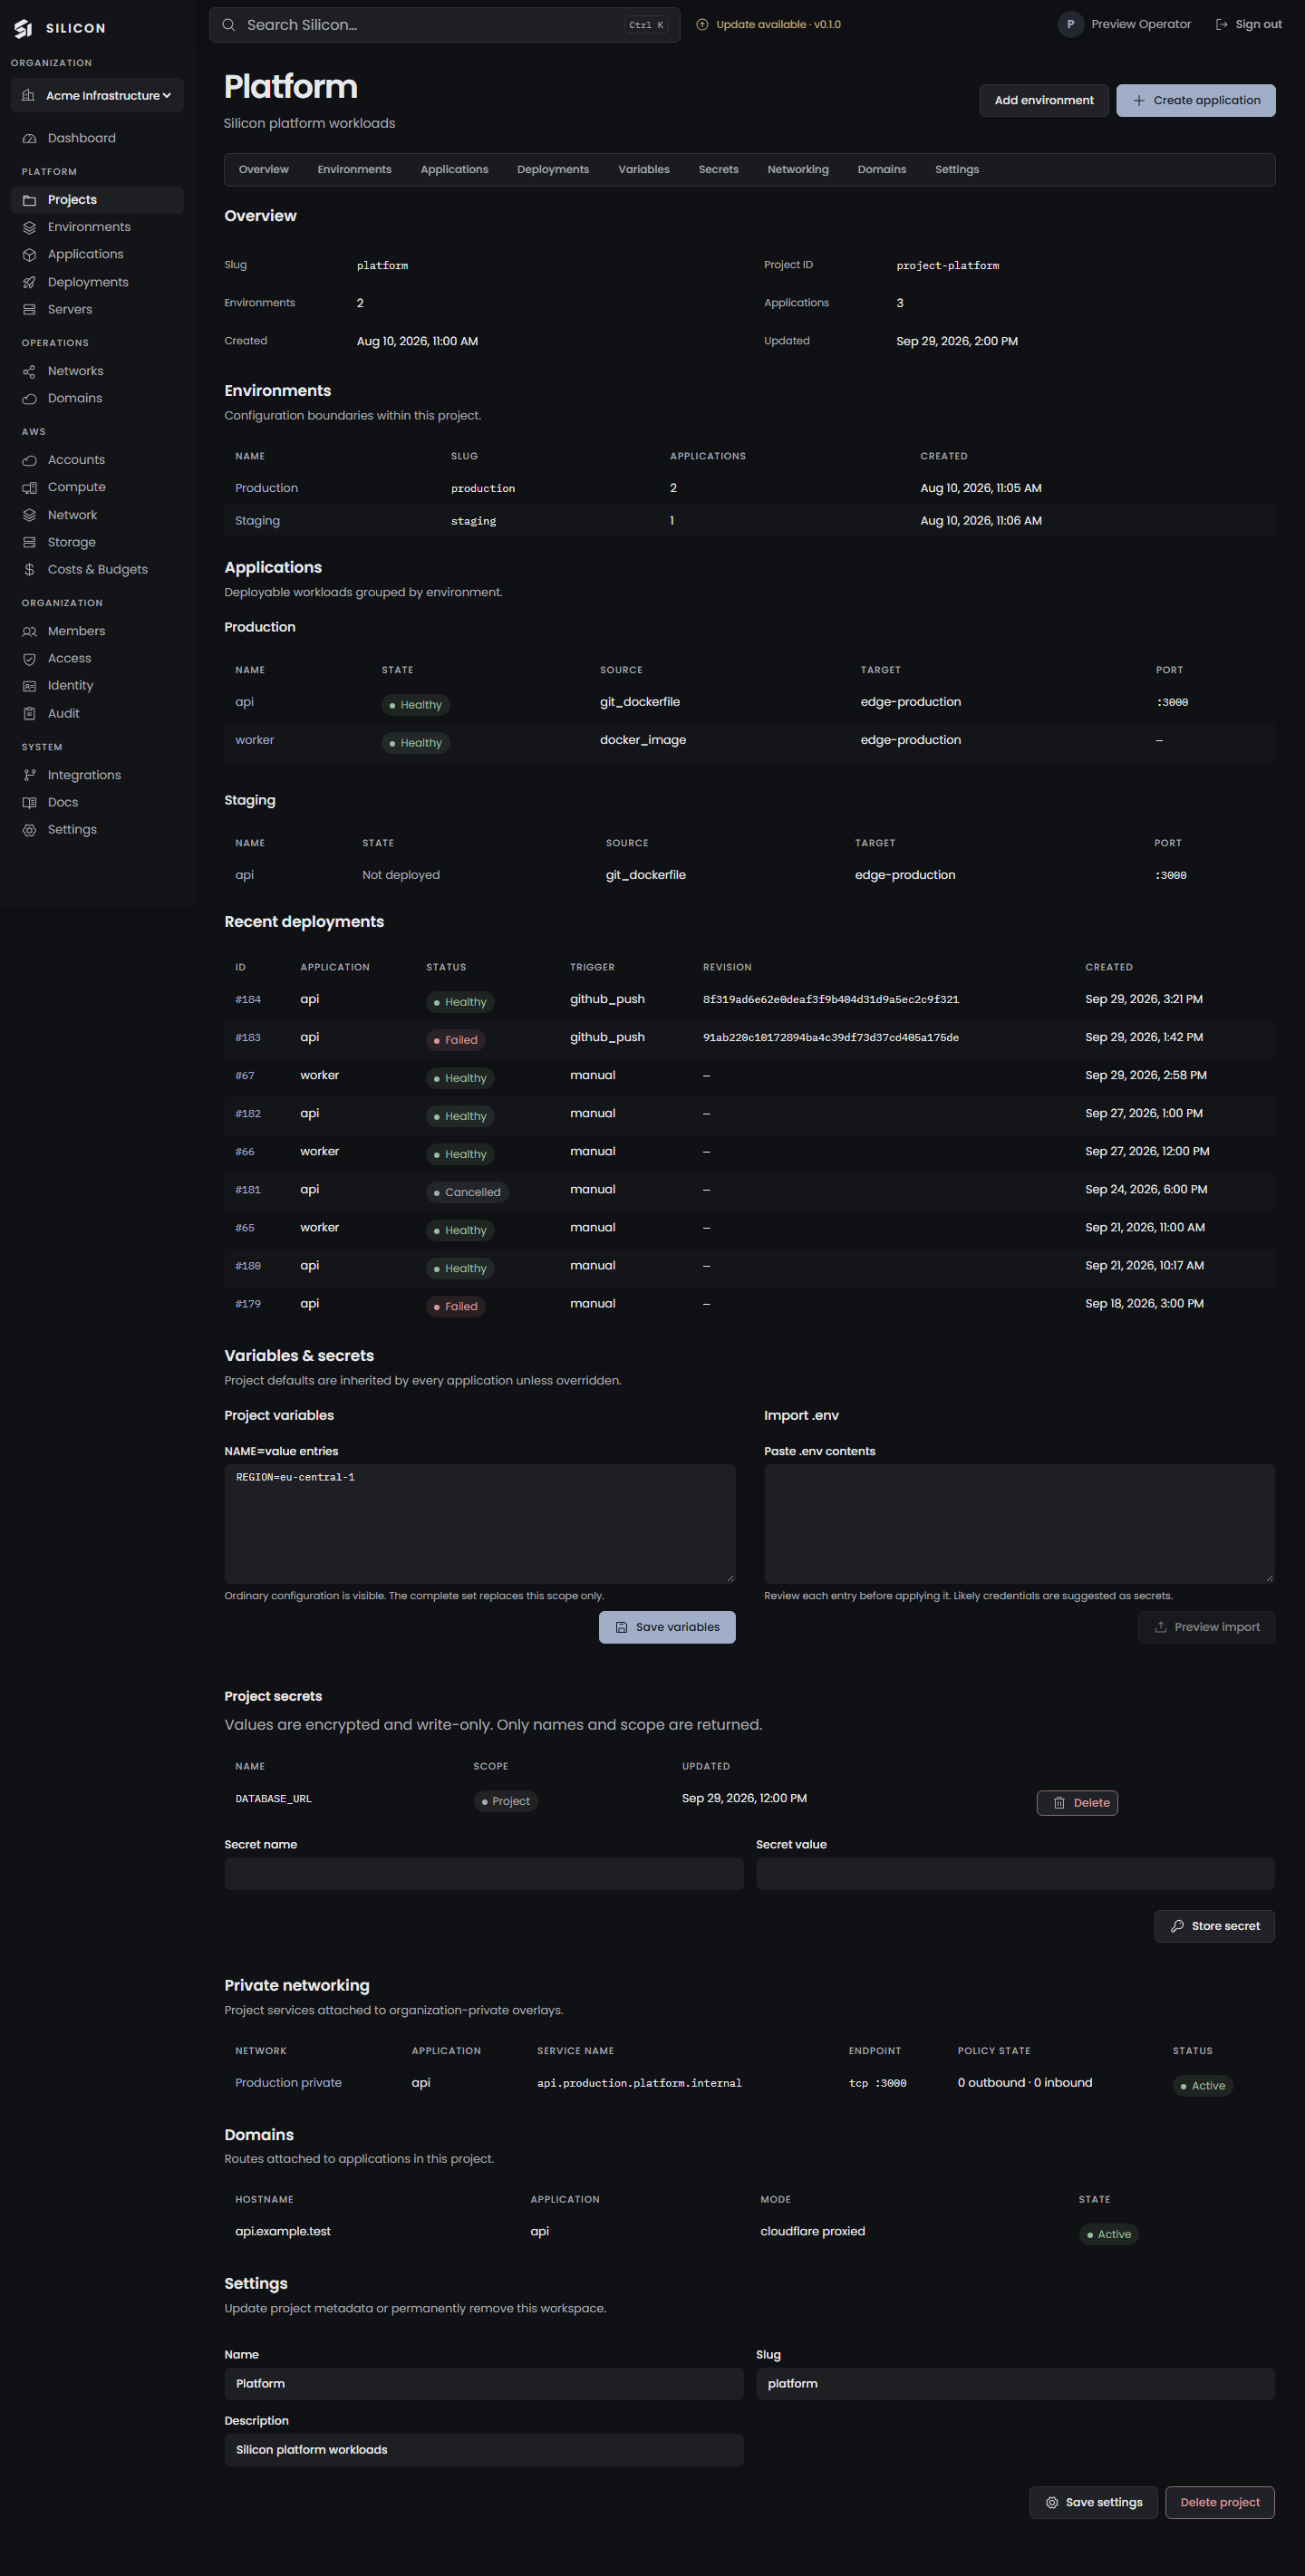 SILICON
Search Silicon...
Ctrl K
Update available · v0.1.0
P
Preview Operator
Sign out
ORGANIZATION
Acme Infrastructure
Dashboard
PLATFORM
Projects
Environments
Applications
Deployments
Servers
OPERATIONS
Networks
Domains
AWS
Accounts
Compute
Network
Storage
Costs & Budgets
ORGANIZATION
Members
Access
Identity
Audit
SYSTEM
Integrations
Docs
Settings
Platform
Silicon platform workloads
Add environment
Create application
Overview Environments Applications Deployments Variables Secrets Networking Domains Settings
Overview
Slug platform Project ID project-platform
Environments 2 Applications 3
Created Aug 10, 2026, 11:00 AM Updated Sep 29, 2026, 2:00 PM
Environments
Configuration boundaries within this project.
NAME SLUG APPLICATIONS CREATED
Production production 2 Aug 10, 2026, 11:05 AM
Staging staging 1 Aug 10, 2026, 11:06 AM
Applications
Deployable workloads grouped by environment.
Production
NAME STATE SOURCE TARGET PORT
api Healthy git_dockerfile edge-production :3000
worker Healthy docker_image edge-production —
Staging
NAME STATE SOURCE TARGET PORT
api Not deployed git_dockerfile edge-production :3000
Recent deployments
ID APPLICATION STATUS TRIGGER REVISION CREATED
#184 api Healthy github_push 8f319ad6e62e0deaf3f9b404d31d9a5ec2c9f321 Sep 29, 2026, 3:21 PM
#183 api Failed github_push 91ab220c10172894ba4c39df73d37cd405a175de Sep 29, 2026, 1:42 PM
#67 worker Healthy manual — Sep 29, 2026, 2:58 PM
#182 api Healthy manual — Sep 27, 2026, 1:00 PM
#66 worker Healthy manual — Sep 27, 2026, 12:00 PM
#181 api Cancelled manual — Sep 24, 2026, 6:00 PM
#65 worker Healthy manual — Sep 21, 2026, 11:00 AM
#180 api Healthy manual — Sep 21, 2026, 10:17 AM
#179 api Failed manual — Sep 18, 2026, 3:00 PM
Variables & secrets
Project defaults are inherited by every application unless overridden.
Project variables
NAME=value entries
REGION=eu-central-1
Ordinary configuration is visible. The complete set replaces this scope only.
Save variables
Import .env
Paste .env contents
Review each entry before applying it. Likely credentials are suggested as secrets.
Preview import
Project secrets
Values are encrypted and write-only. Only names and scope are returned.
NAME SCOPE UPDATED
DATABASE_URL Project Sep 29, 2026, 12:00 PM Delete
Secret name Secret value
Store secret
Private networking
Project services attached to organization-private overlays.
NETWORK APPLICATION SERVICE NAME ENDPOINT POLICY STATE STATUS
Production private api api.production.platform.internal tcp :3000 0 outbound · 0 inbound Active
Domains
Routes attached to applications in this project.
HOSTNAME APPLICATION MODE STATE
api.example.test api cloudflare proxied Active
Settings
Update project metadata or permanently remove this workspace.
Name Slug
Platform platform
Description
Silicon platform workloads
Save settings Delete project